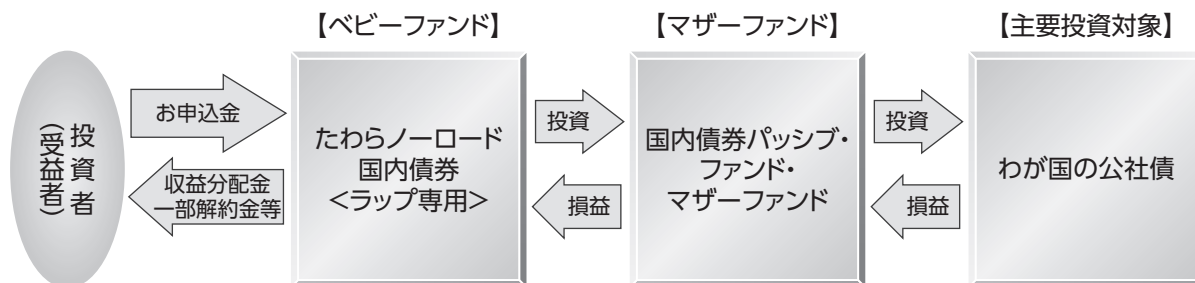 【ベビーファンド】
【マザーファンド】
【主要投資対象】
投資者
(受益者)
お申込金
収益分配金
一部解約金等
たわらノーロード
国内債券
<ラップ専用>
投資
損益
国内債券パッシブ・
ファンド・
マザーファンド
投資
損益
わが国の公社債